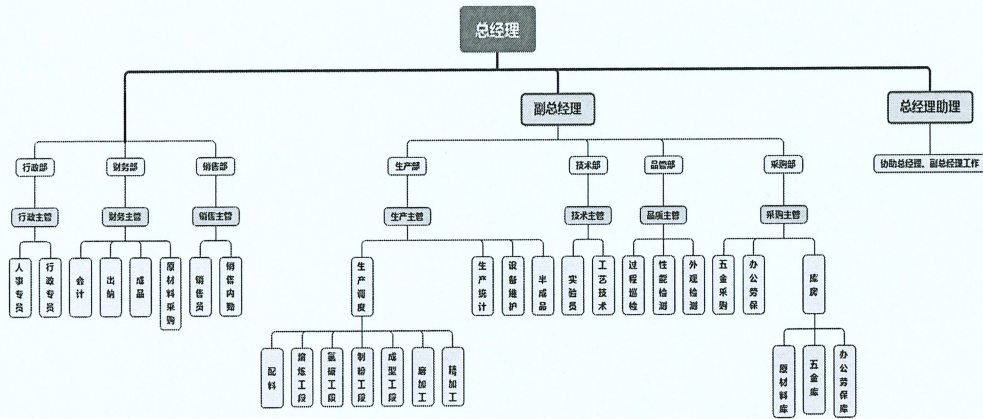 总经理
副总经理
总经理助理
行政部
财务部
销售部
生产部
技术部
品管部
采购部
协助总经理、副总经理工作
行政主管
财务主管
销售主管
生产主管
技术主管
品质主管
采购主管
人事专员
行政专员
会计
出纳
成品
原材料采购
销售员
销售内勤
生产调度
生产统计
设备维护
半成品
实验员
工艺技术
过程巡检
性能检测
外观检测
五金采购
办公劳保
库房
配料
熔炼工段
氢破工段
制粉工段
成型工段
磨加工
精加工
原材料库
五金库
办公劳保库